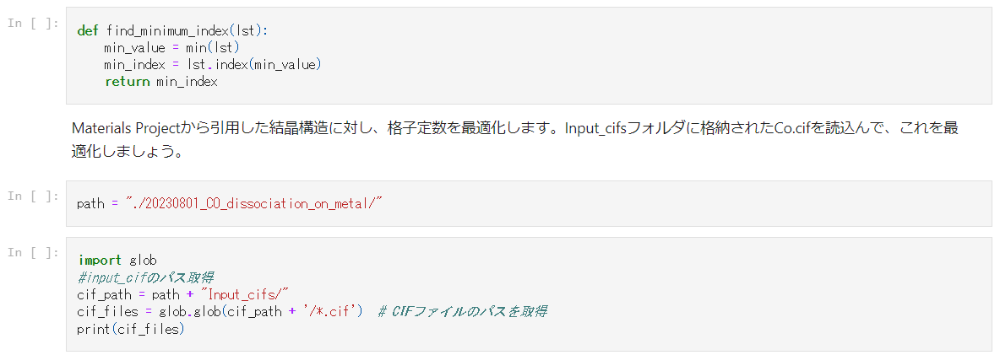 In [ ]:
def find_minimum_index(lst):
    min_value = min(lst)
    min_index = lst.index(min_value)
    return min_index
Materials Projectから引用した結晶構造に対し、格子定数を最適化します。Input_cifsフォルダに格納されたCo.cifを読込んで、これを最
適化しましょう。
In [ ]:
path = "./20230801_CO_dissociation_on_metal/"
In [ ]:
import glob
#input_cifのパス取得
cif_path = path + "Input_cifs/"
cif_files = glob.glob(cif_path + '/*.cif')  # CIFファイルのパスを取得
print(cif_files)